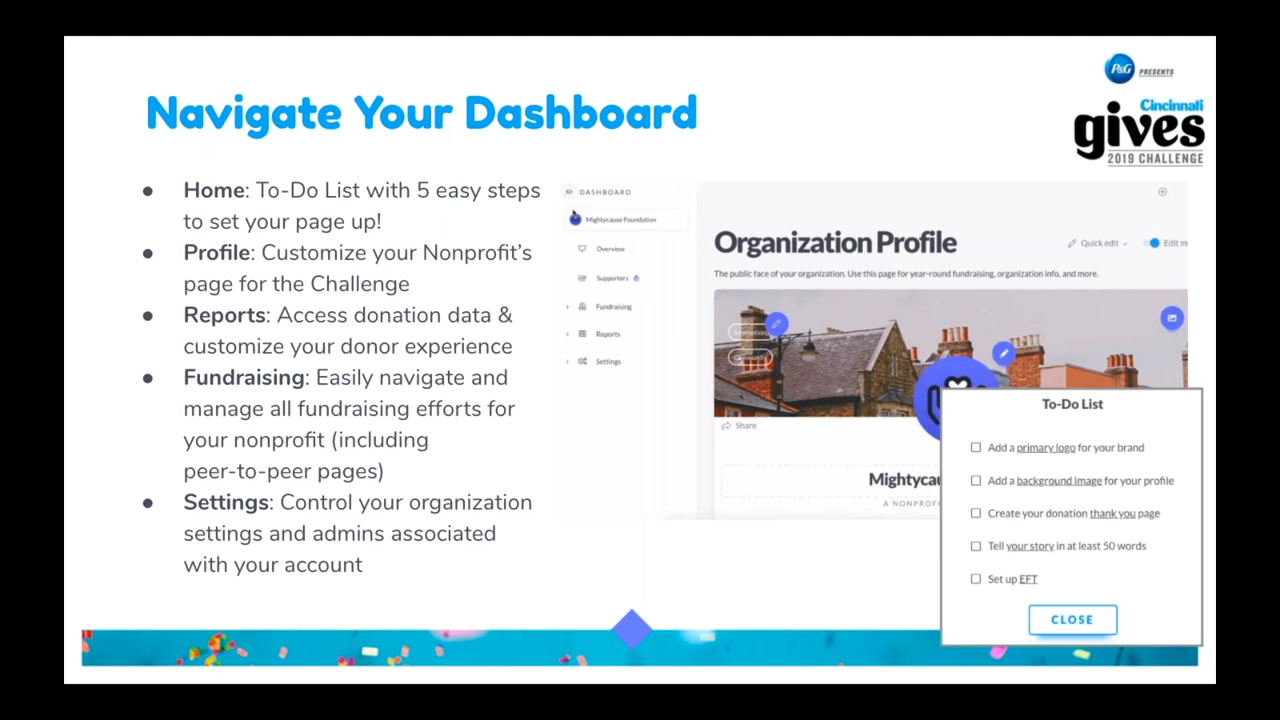 P&G PRESENTS
Cincinnati
gives
2019 CHALLENGE
Navigate Your Dashboard
● Home: To-Do List with 5 easy steps
to set your page up!
● Profile: Customize your Nonprofit's
page for the Challenge
● Reports: Access donation data &
customize your donor experience
● Fundraising: Easily navigate and
manage all fundraising efforts for
your nonprofit (including
peer-to-peer pages)
● Settings: Control your organization
settings and admins associated
with your account
DASHBOARD
Mightycause Foundation
Overview
Supporters
Fundraising
Reports
Settings
Organization Profile
Quick edit
Edit m
The public face of your organization. Use this page for year-round fundraising, organization info, and more.
Share
Mightycau
A NONPROF
To-Do List
Add a primary logo for your brand
Add a background image for your profile
Create your donation thank you page
Tell your story in at least 50 words
Set up EFT
CLOSE